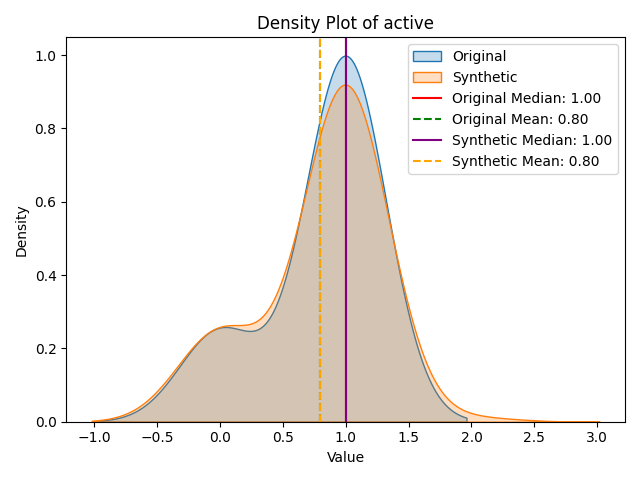 Density Plot of active
Original
Synthetic
Original Median: 1.00
Original Mean: 0.80
Synthetic Median: 1.00
Synthetic Mean: 0.80
Density
1.0
0.8
0.6
0.4
0.2
0.0
−1.0 −0.5 0.0 0.5 1.0 1.5 2.0 2.5 3.0
Value